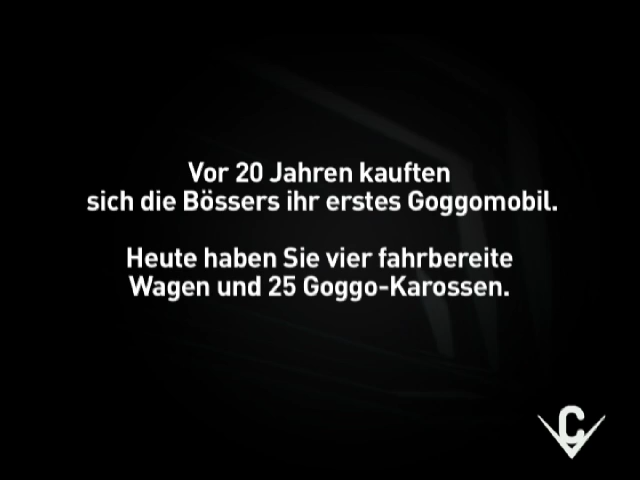 Vor 20 Jahren kauften
sich die Bössers ihr erstes Goggomobil.
Heute haben Sie vier fahrbereite
Wagen und 25 Goggo-Karossen.
C